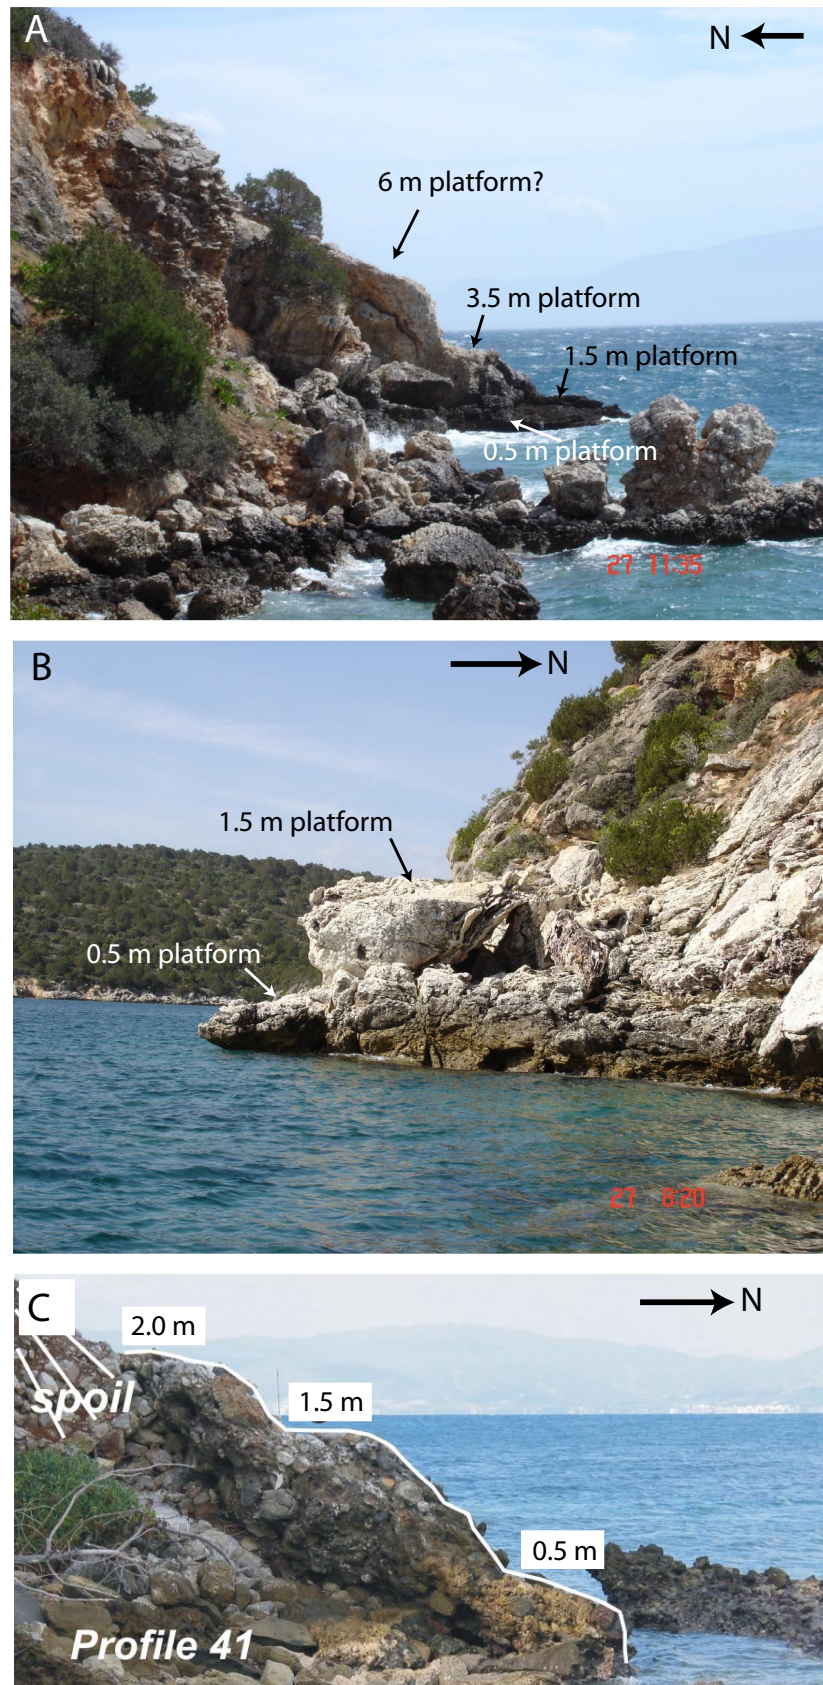 A
N
6 m platform?
3.5 m platform
1.5 m platform
0.5 m platform
27 11:35
B
N
1.5 m platform
0.5 m platform
27 8:20
C
N
2.0 m
spoil
1.5 m
0.5 m
Profile 41